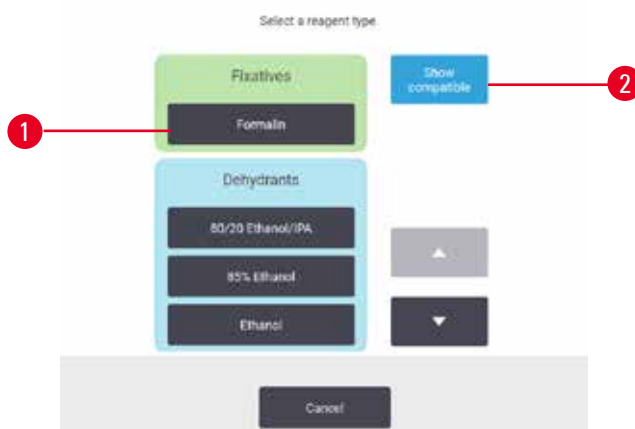 Select a reagent type
Fixatives
Show
compatible
2
1
Formalin
Dehydrants
80/20 Ethanol/IPA
85% Ethanol
Ethanol
Cancel